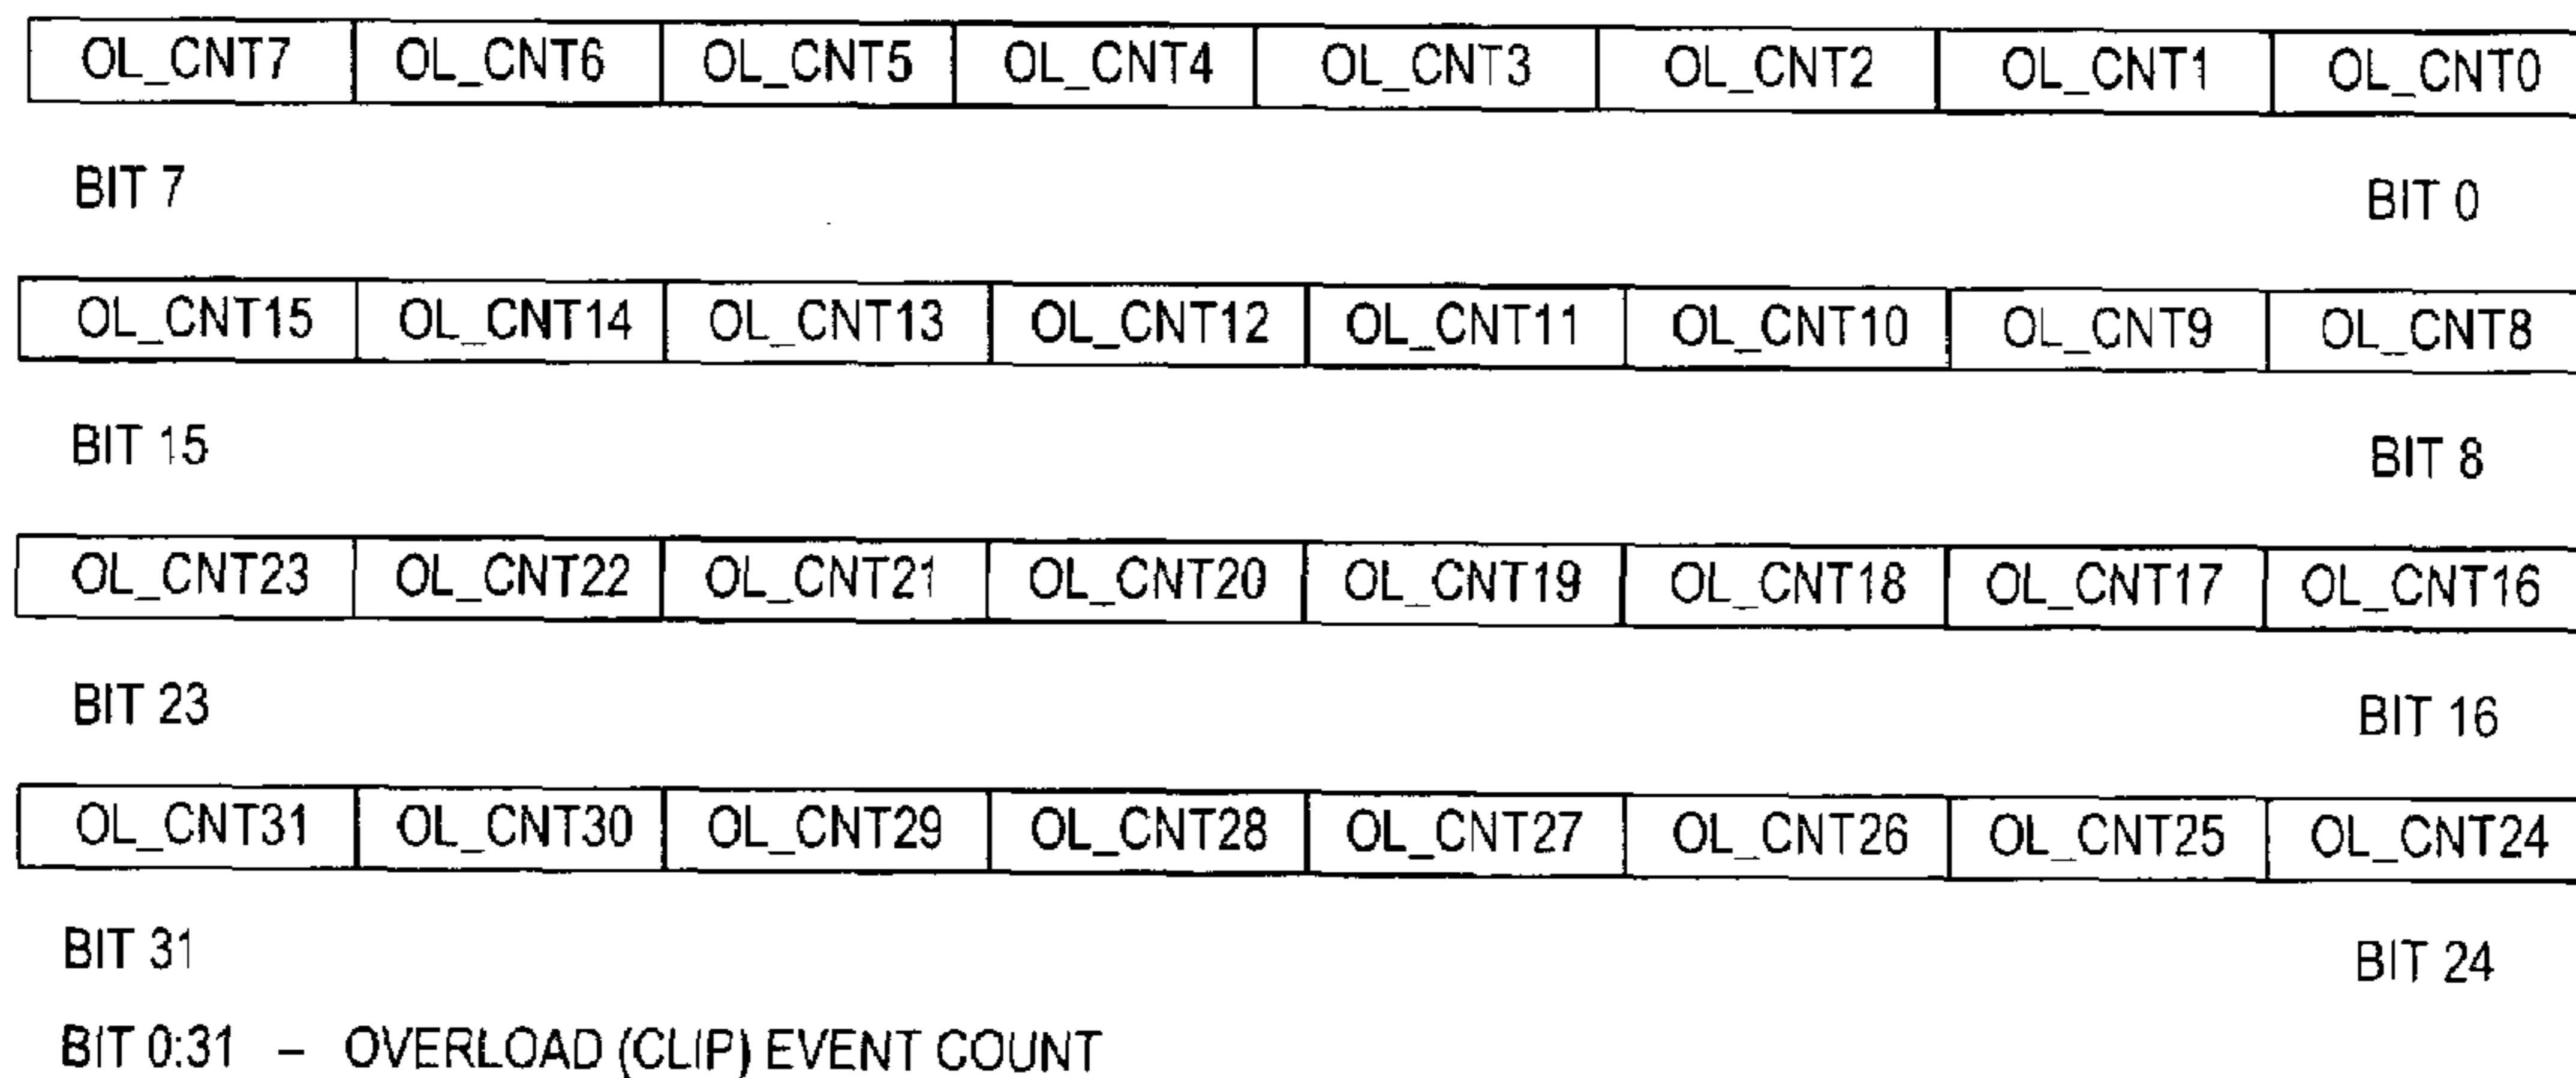 OL_CNT7 OL_CNT6 OL_CNT5 OL_CNT4 OL_CNT3 OL_CNT2 OL_CNT1 OL_CNT0
BIT 7 BIT 0
OL_CNT15 OL_CNT14 OL_CNT13 OL_CNT12 OL_CNT11 OL_CNT10 OL_CNT9 OL_CNT8
BIT 15 BIT 8
OL_CNT23 OL_CNT22 OL_CNT21 OL_CNT20 OL_CNT19 OL_CNT18 OL_CNT17 OL_CNT16
BIT 23 BIT 16
OL_CNT31 OL_CNT30 OL_CNT29 OL_CNT28 OL_CNT27 OL_CNT26 OL_CNT25 OL_CNT24
BIT 31 BIT 24
BIT 0:31 – OVERLOAD (CLIP) EVENT COUNT